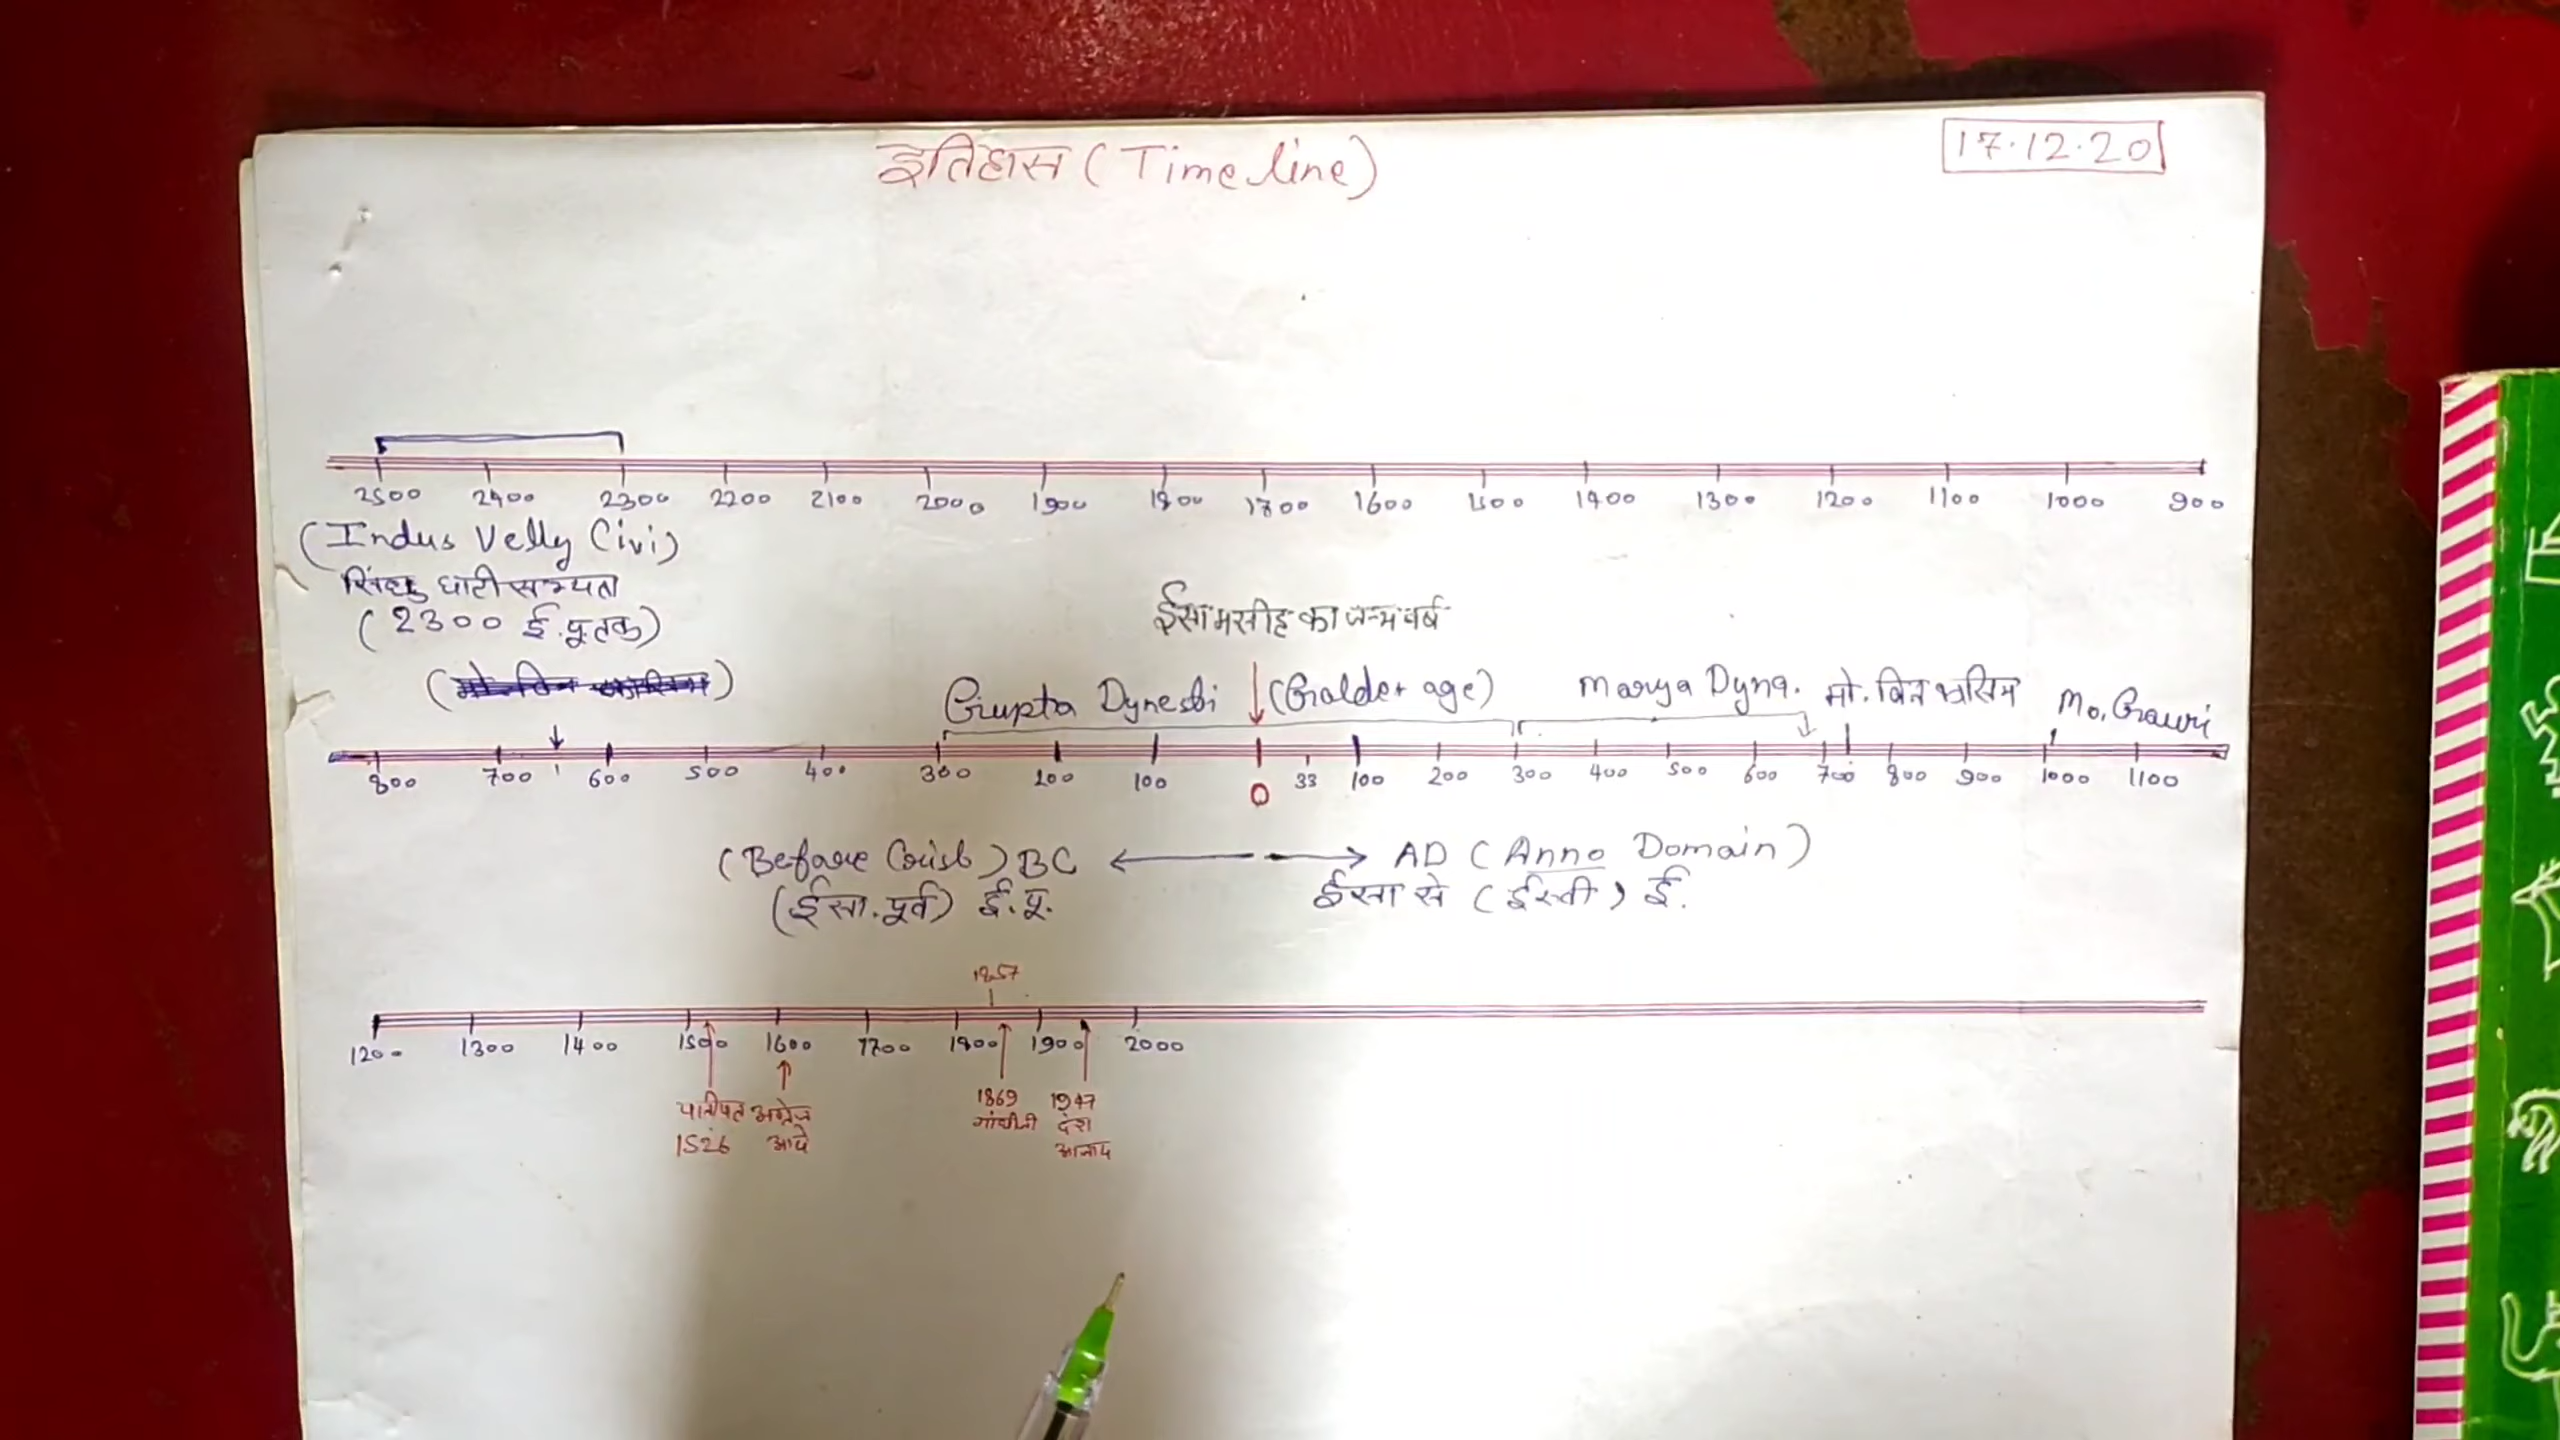 इतिहास (Time line)
17.12.20
2500 2400 2300 2200 2100 2000 1900 1800 1700 1600 1500 1400 1300 1200 1100 1000 900
(Indus Velly Civi)
सिंधु घाटी सभ्यता
(2300 ई.पू. तक)
ईसा मसीह का जन्म वर्ष
Gupta Dynesti (Golder age) Marya Dyna. मो. बिन कासिम Mo. Grauri
800 700 600 500 400 300 200 100 0 33 100 200 300 400 500 600 700 800 900 1000 1100
(Befare Crist) BC AD (Anno Domain)
(ईसा. पूर्व) ई. पू. ईसा से (ईस्वी) ई.
1857
1200 1300 1400 1500 1600 1700 1800 1900 2000
पानीपत अंग्रेज 1869 1947
1526 आये गांधीजी देश
आजाद